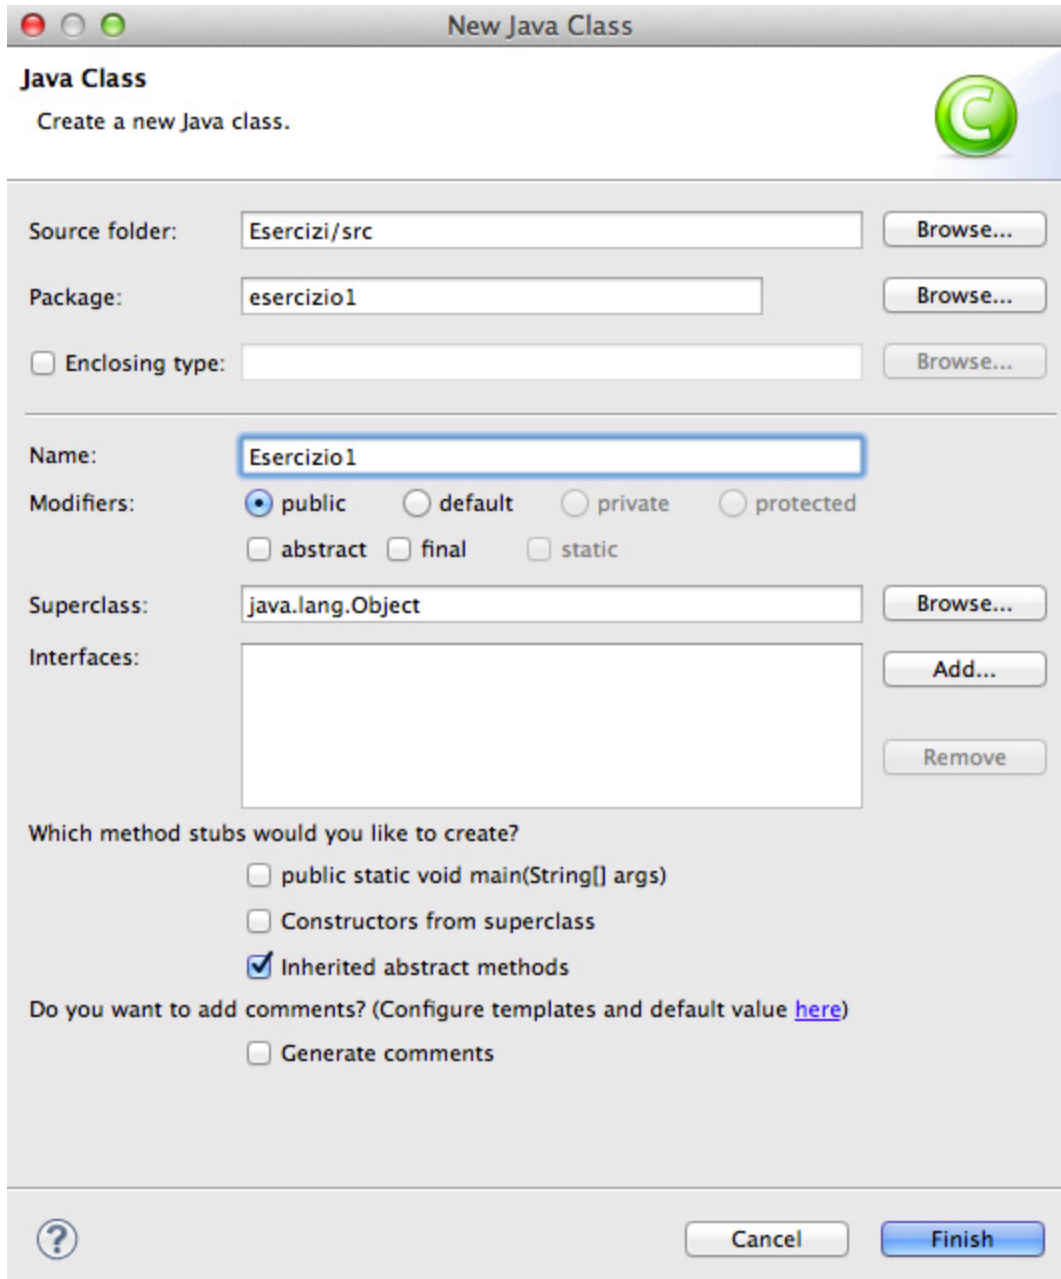 New Java Class
Java Class
Create a new Java class.
C
Source folder: Esercizi/src Browse...
Package: esercizio1 Browse...
Enclosing type: Browse...
Name: Esercizio1
Modifiers: public default private protected
abstract final static
Superclass: java.lang.Object Browse...
Interfaces: Add...
Remove
Which method stubs would you like to create?
public static void main(String[] args)
Constructors from superclass
Inherited abstract methods
Do you want to add comments? (Configure templates and default value here)
Generate comments
? Cancel Finish